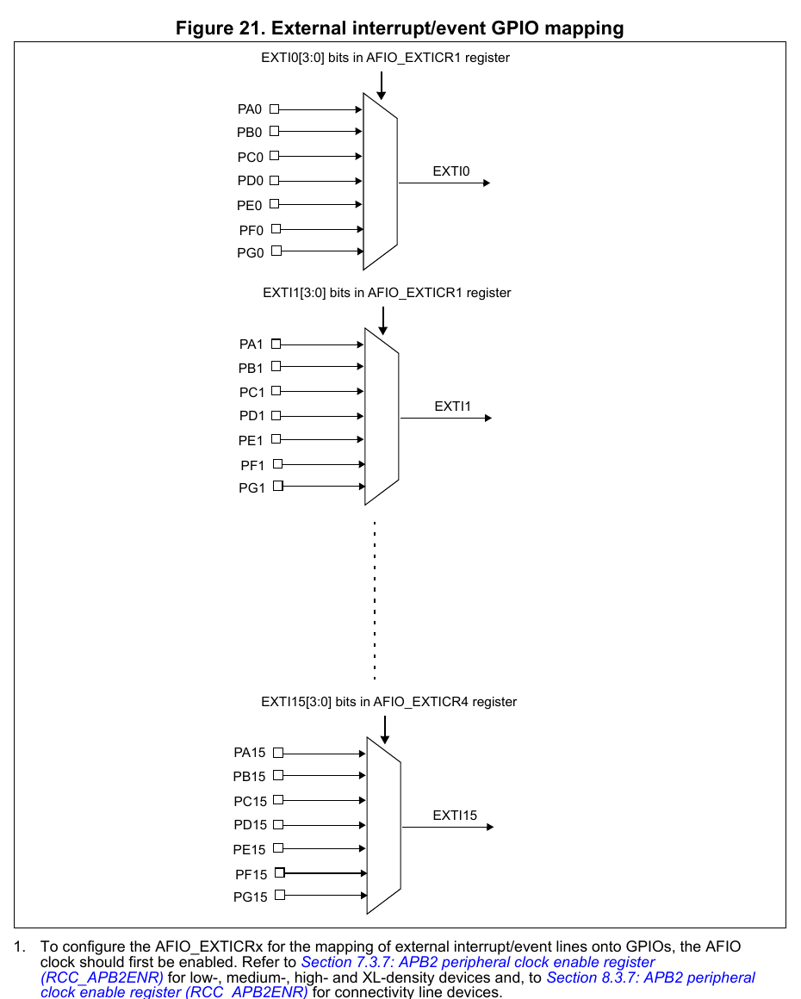 Figure 21. External interrupt/event GPIO mapping
EXTI0[3:0] bits in AFIO_EXTICR1 register
PA0
PB0
PC0
PD0
PE0
PF0
PG0
EXTI0
EXTI1[3:0] bits in AFIO_EXTICR1 register
PA1
PB1
PC1
PD1
PE1
PF1
PG1
EXTI1
EXTI15[3:0] bits in AFIO_EXTICR4 register
PA15
PB15
PC15
PD15
PE15
PF15
PG15
EXTI15
1. To configure the AFIO_EXTICRx for the mapping of external interrupt/event lines onto GPIOs, the AFIO
clock should first be enabled. Refer to Section 7.3.7: APB2 peripheral clock enable register
(RCC_APB2ENR) for low-, medium-, high- and XL-density devices and, to Section 8.3.7: APB2 peripheral
clock enable register (RCC_APB2ENR) for connectivity line devices.